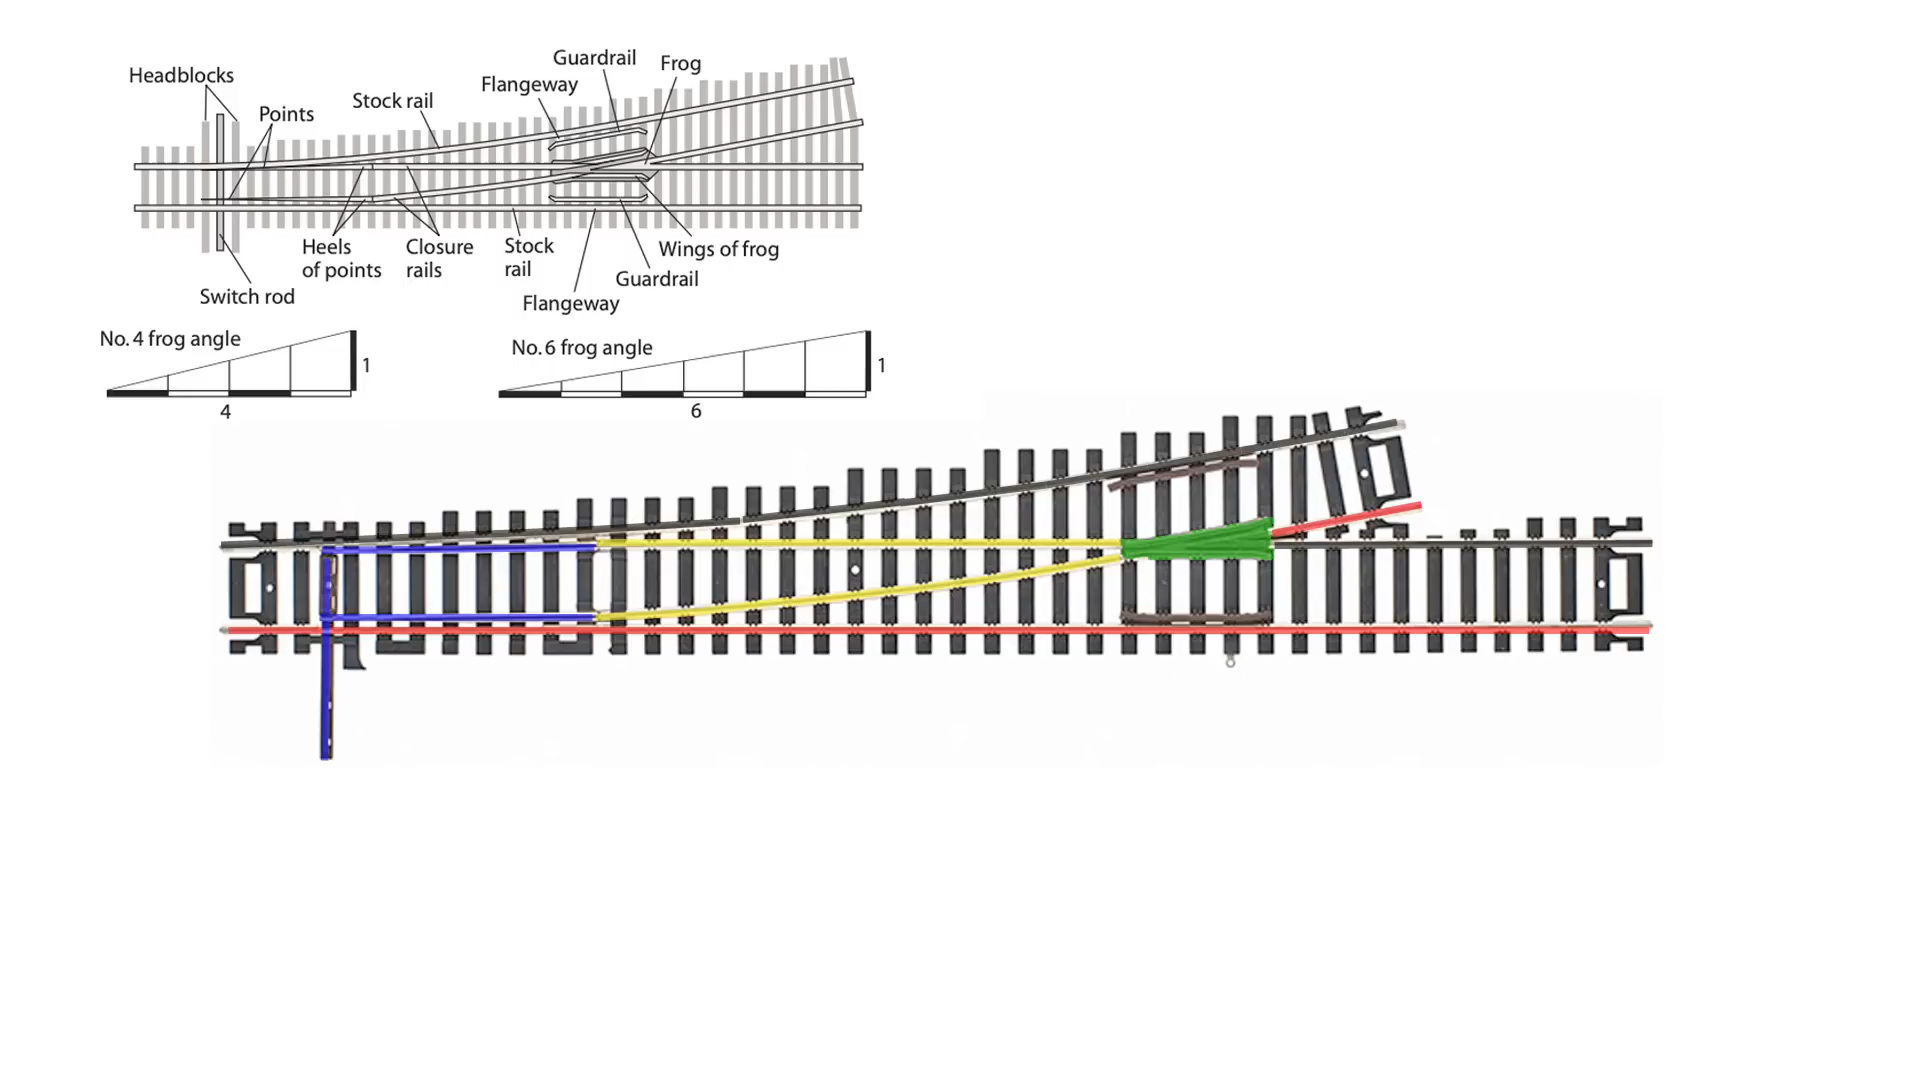 Guardrail
Frog
Headblocks
Flangeway
Stock rail
Points
Heels
of points
Closure
rails
Stock
rail
Wings of frog
Guardrail
Switch rod
Flangeway
No. 4 frog angle
1
4
No. 6 frog angle
1
6